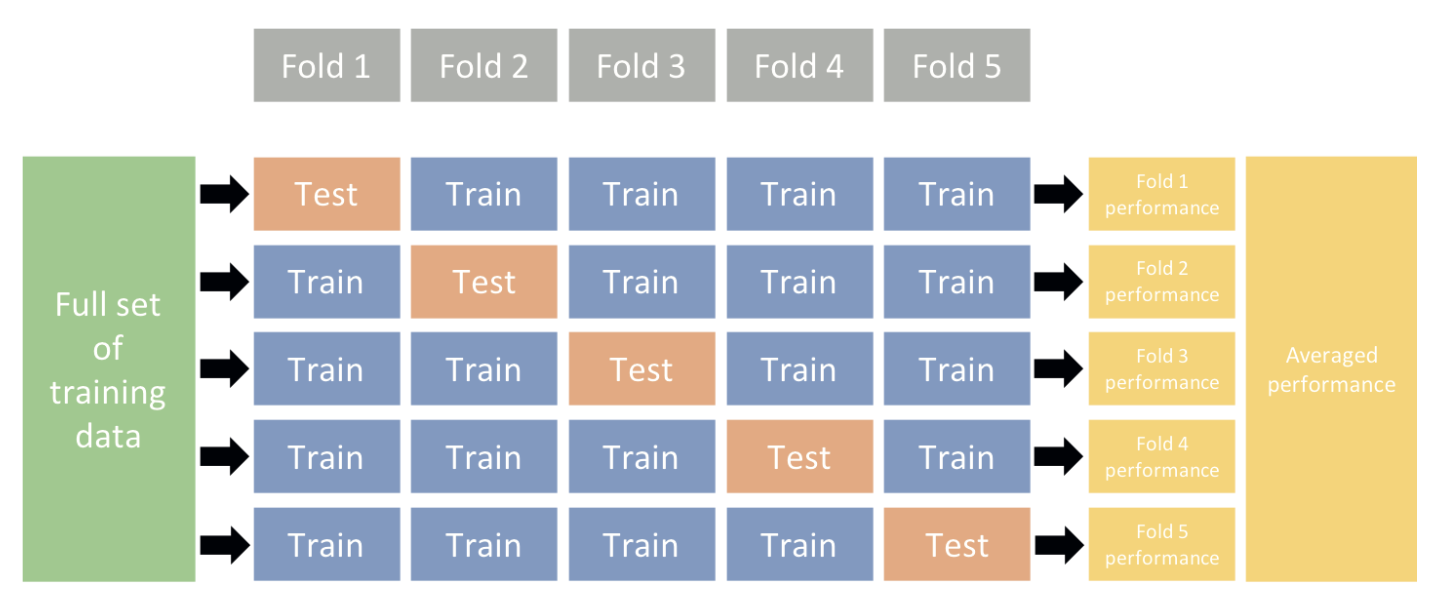 Fold 1 Fold 2 Fold 3 Fold 4 Fold 5
Full set
of
training
data
Test Train Train Train Train
Fold 1
performance
Train Test Train Train Train
Fold 2
performance
Train Train Test Train Train
Fold 3
performance
Train Train Train Test Train
Fold 4
performance
Train Train Train Train Test
Fold 5
performance
Averaged
performance